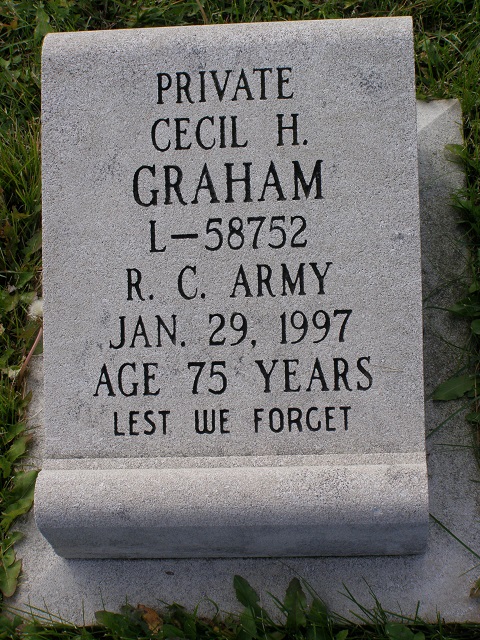 PRIVATE
CECIL H.
GRAHAM
L-58752
R. C. ARMY
JAN. 29, 1997
AGE 75 YEARS
LEST WE FORGET